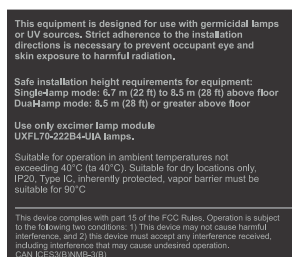 This equipment is designed for use with germicidal lamps
or UV sources. Strict adherence to the installation
directions is necessary to prevent occupant eye and
skin exposure to harmful radiation.
Safe installation height requirements for equipment:
Single-lamp mode: 6.7 m (22 ft) to 8.5 m (28 ft) above floor
Dual-lamp mode: 8.5 m (28 ft) or greater above floor
Use only excimer lamp module
UXFL70-222B4-UIA lamps.
Suitable for operation in ambient temperatures not
exceeding 40°C (ta 40°C). Suitable for dry locations only,
IP20, Type IC, inherently protected, vapor barrier must be
suitable for 90°C
This device complies with part 15 of the FCC Rules. Operation is subject
to the following two conditions: 1) This device may not cause harmful
interference, and 2) this device must accept any interference received,
including interference that may cause undesired operation.
CAN ICES3(B)\NMB-3(B)